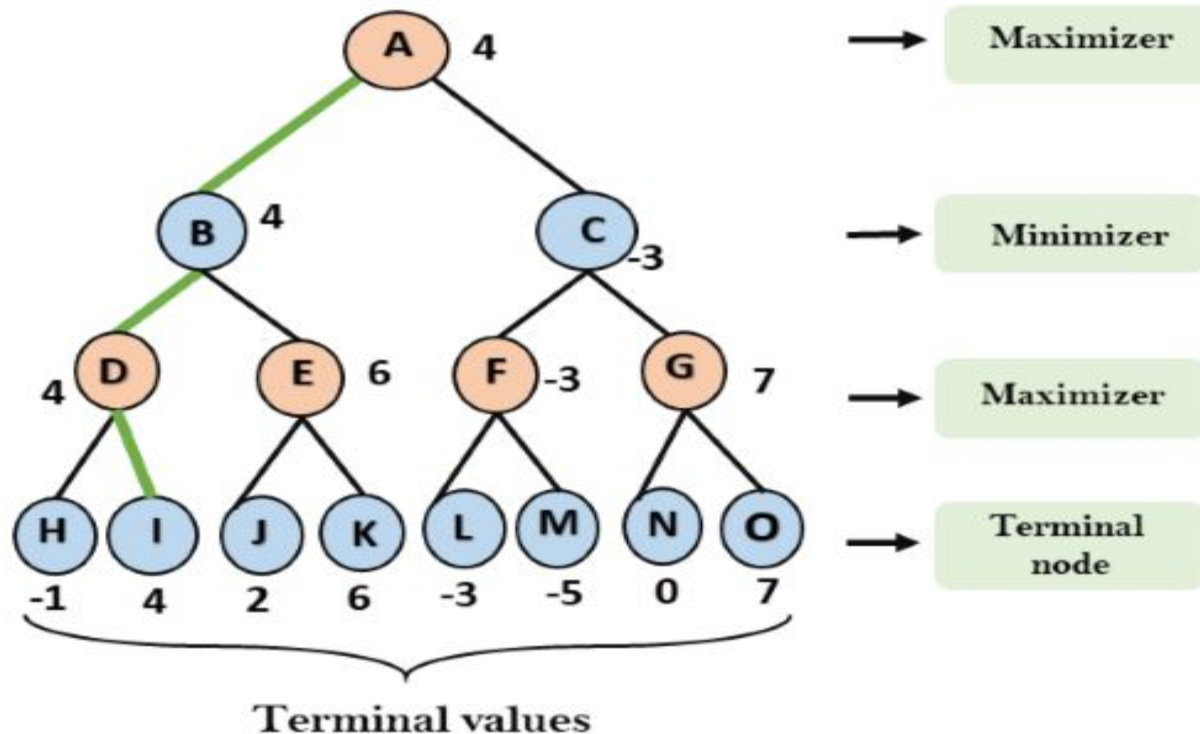 A 4 Maximizer
B 4 C -3 Minimizer
4 D E 6 F -3 G 7 Maximizer
H I J K L M N O Terminal
node
-1 4 2 6 -3 -5 0 7
Terminal values